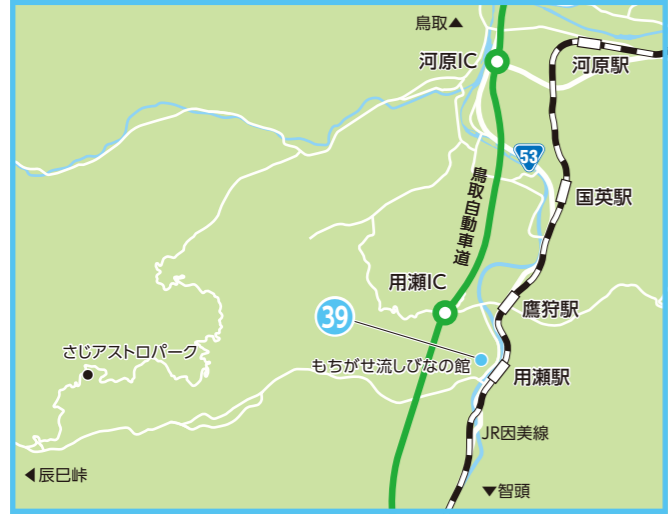 鳥取▲
河原IC
河原駅
53
鳥取自動車道
国英駅
用瀬IC
39
鷹狩駅
さじアストロパーク
もちがせ流しびなの館
用瀬駅
JR因美線
◀辰巳峠
▼智頭